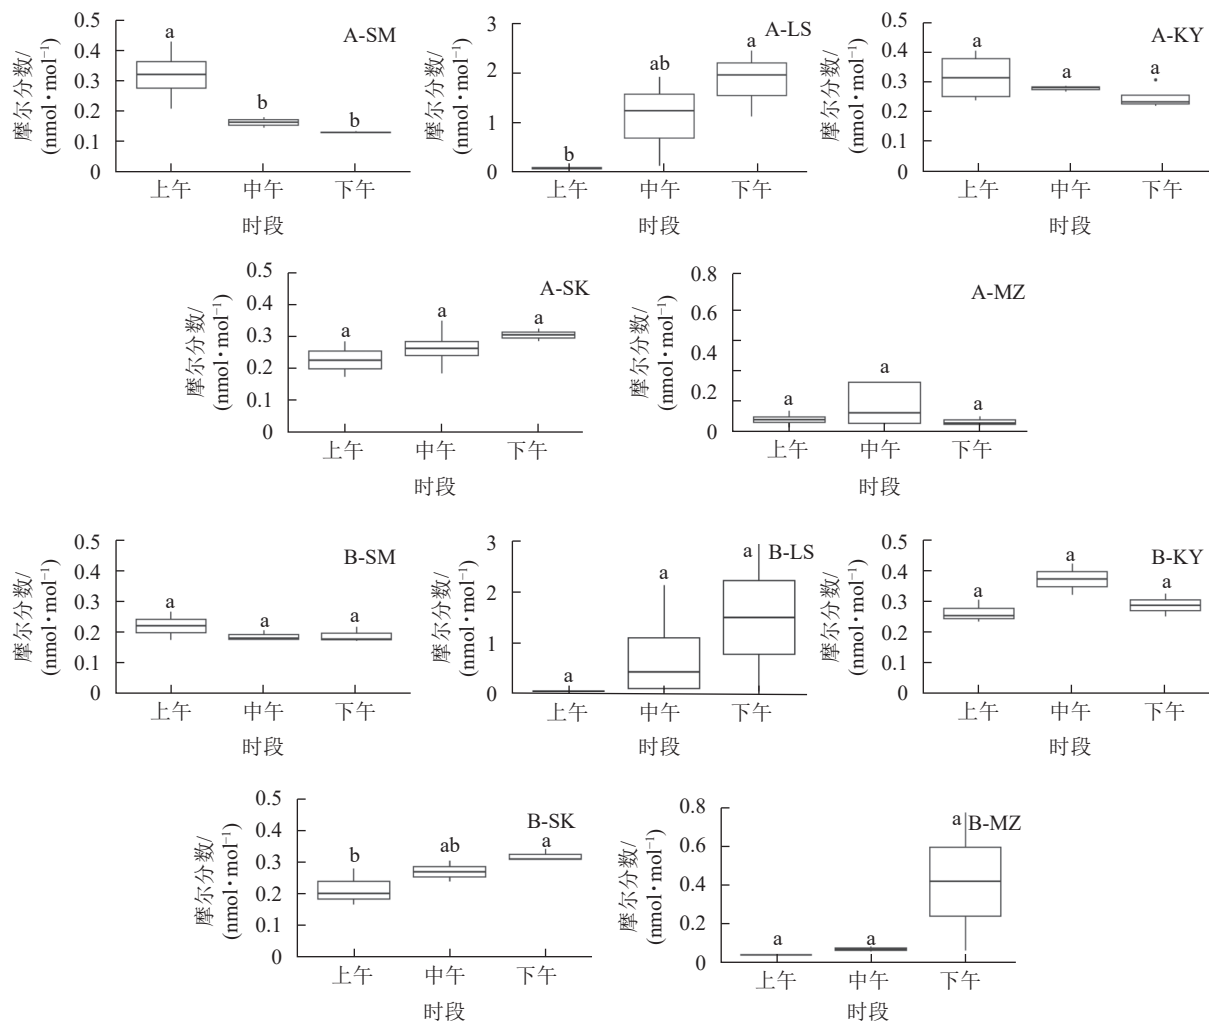 摩尔分数/
(nmol·mol⁻¹)
0.5
0.4
0.3
0.2
0.1
0
a
b
b
A-SM
上午
中午
下午
时段
摩尔分数/
(nmol·mol⁻¹)
3
2
1
0
b
ab
a
A-LS
上午
中午
下午
时段
摩尔分数/
(nmol·mol⁻¹)
0.5
0.4
0.3
0.2
0.1
0
a
a
a
A-KY
上午
中午
下午
时段
摩尔分数/
(nmol·mol⁻¹)
0.5
0.4
0.3
0.2
0.1
0
a
a
a
A-SK
上午
中午
下午
时段
摩尔分数/
(nmol·mol⁻¹)
0.8
0.6
0.4
0.2
0
a
a
a
A-MZ
上午
中午
下午
时段
摩尔分数/
(nmol·mol⁻¹)
0.5
0.4
0.3
0.2
0.1
0
a
a
a
B-SM
上午
中午
下午
时段
摩尔分数/
(nmol·mol⁻¹)
3
2
1
0
a
a
a
B-LS
上午
中午
下午
时段
摩尔分数/
(nmol·mol⁻¹)
0.5
0.4
0.3
0.2
0.1
0
a
a
a
B-KY
上午
中午
下午
时段
摩尔分数/
(nmol·mol⁻¹)
0.5
0.4
0.3
0.2
0.1
0
b
ab
a
B-SK
上午
中午
下午
时段
摩尔分数/
(nmol·mol⁻¹)
0.8
0.6
0.4
0.2
0
a
a
a
B-MZ
上午
中午
下午
时段